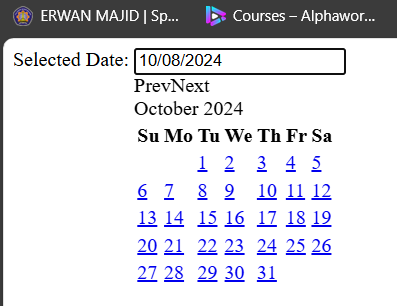 ERWAN MAJID | Sp... Courses – Alphawor...
Selected Date: 10/08/2024
PrevNext
October 2024
Su Mo Tu We Th Fr Sa
1 2 3 4 5
6 7 8 9 10 11 12
13 14 15 16 17 18 19
20 21 22 23 24 25 26
27 28 29 30 31